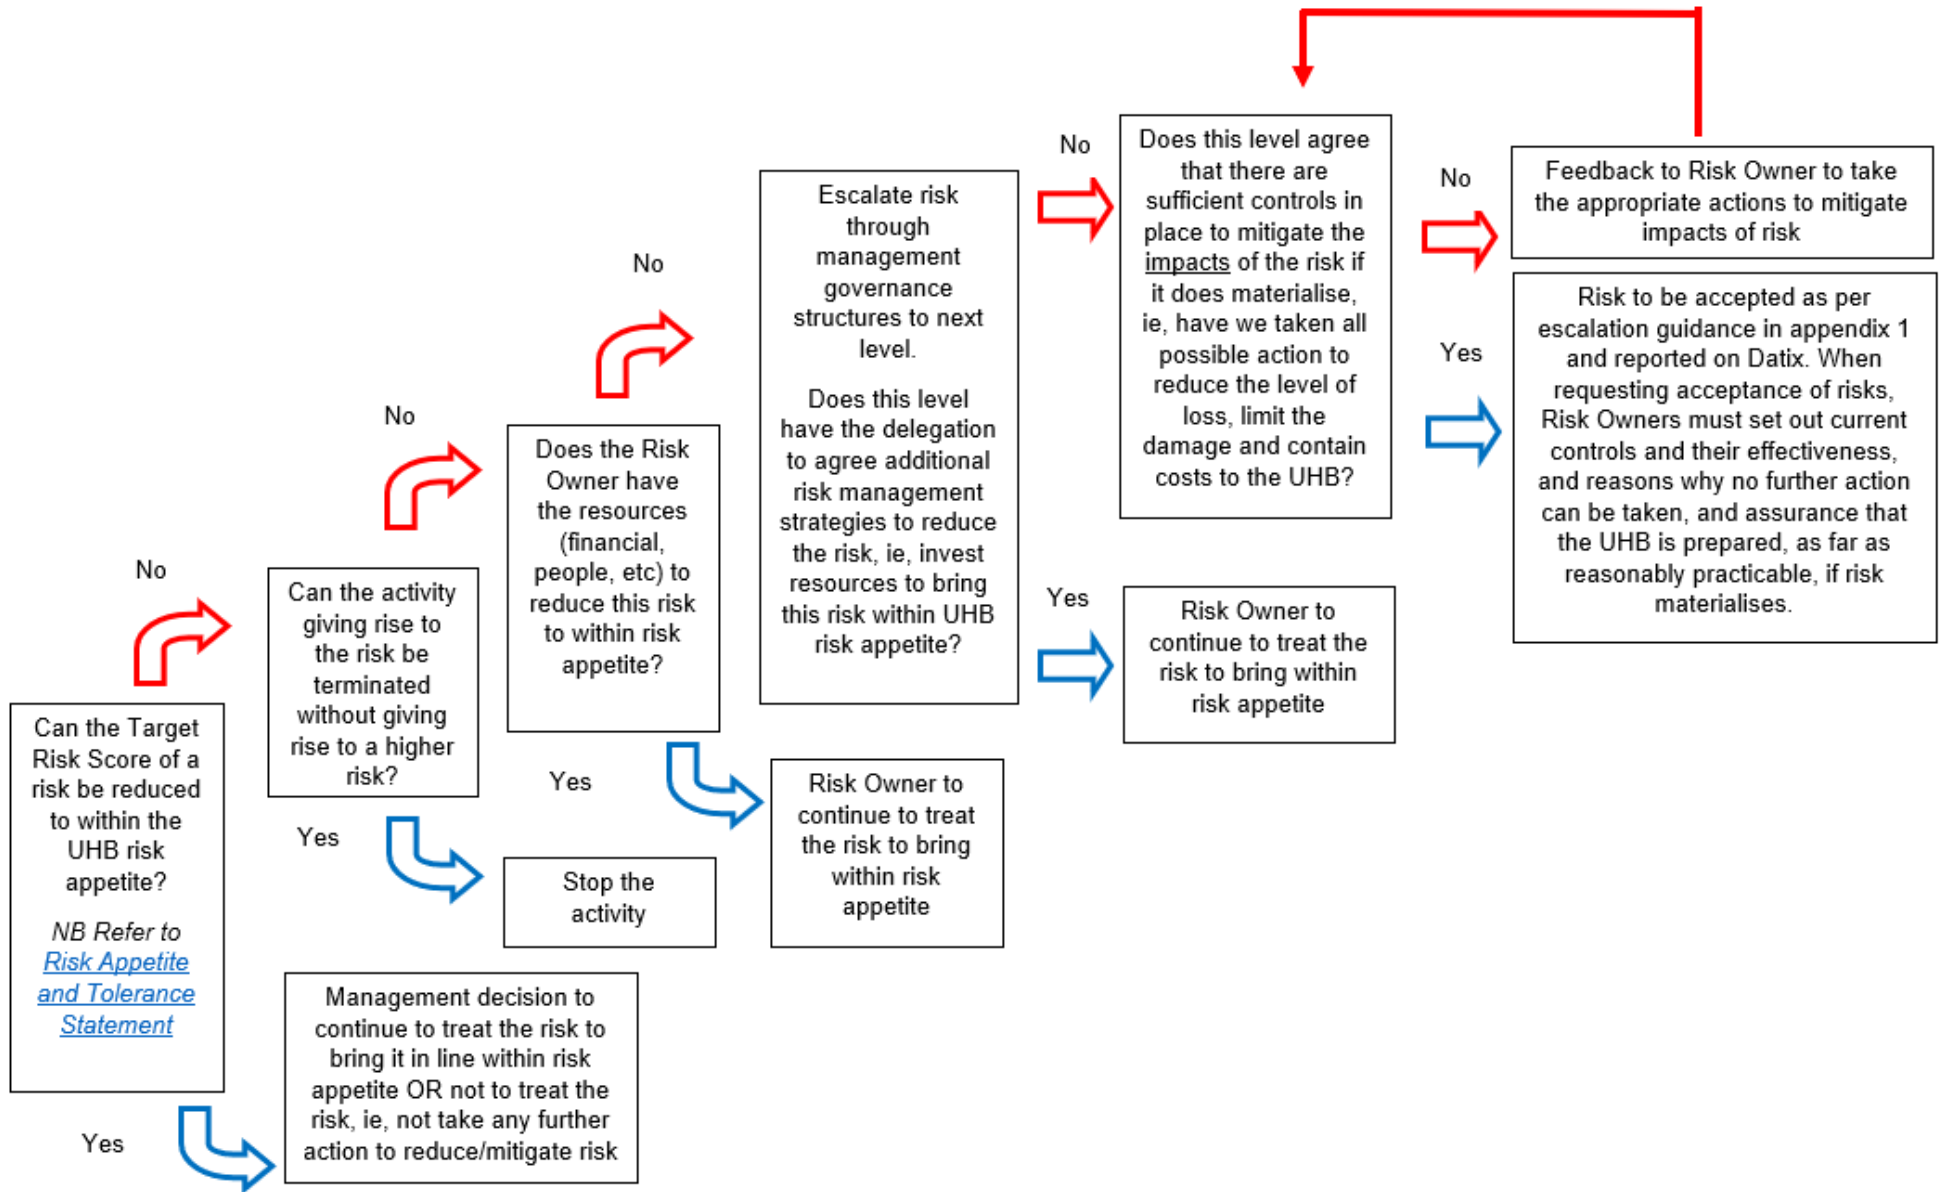 Can the Target
Risk Score of a
risk be reduced
to within the
UHB risk
appetite?
NB Refer to
Risk Appetite
and Tolerance
Statement
No
Yes
Management decision to
continue to treat the risk to
bring it in line within risk
appetite OR not to treat the
risk, ie, not take any further
action to reduce/mitigate risk
Can the activity
giving rise to
the risk be
terminated
without giving
rise to a higher
risk?
No
Yes
Stop the
activity
Does the Risk
Owner have
the resources
(financial,
people, etc) to
reduce this risk
to within risk
appetite?
No
Yes
Risk Owner to
continue to treat
the risk to bring
within risk
appetite
Escalate risk
through
management
governance
structures to next
level.
Does this level
have the delegation
to agree additional
risk management
strategies to reduce
the risk, ie, invest
resources to bring
this risk within UHB
risk appetite?
No
Yes
Risk Owner to
continue to treat the
risk to bring within
risk appetite
Does this level agree
that there are
sufficient controls in
place to mitigate the
impacts of the risk if
it does materialise,
ie, have we taken all
possible action to
reduce the level of
loss, limit the
damage and contain
costs to the UHB?
No
Feedback to Risk Owner to take
the appropriate actions to mitigate
impacts of risk
Yes
Risk to be accepted as per
escalation guidance in appendix 1
and reported on Datix. When
requesting acceptance of risks,
Risk Owners must set out current
controls and their effectiveness,
and reasons why no further action
can be taken, and assurance that
the UHB is prepared, as far as
reasonably practicable, if risk
materialises.